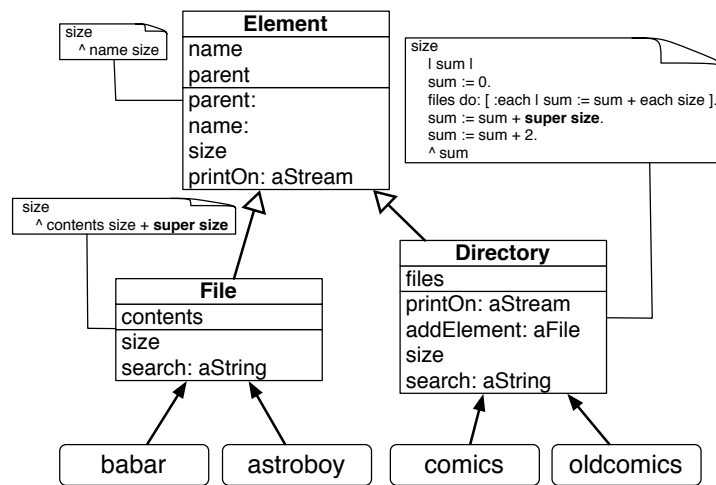 size
^ name size
Element
name
parent
parent:
name:
size
printOn: aStream
size
| sum |
sum := 0.
files do: [ :each | sum := sum + each size ].
sum := sum + super size.
sum := sum + 2.
^ sum
size
^ contents size + super size
File
contents
size
search: aString
Directory
files
printOn: aStream
addElement: aFile
size
search: aString
babar
astroboy
comics
oldcomics